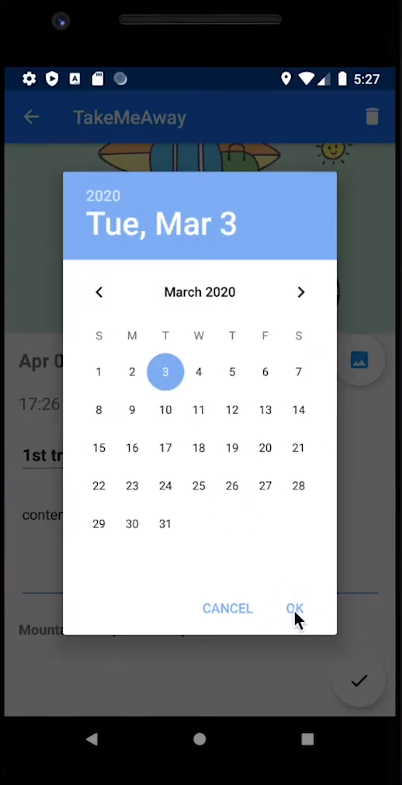 5:27
TakeMeAway
2020
Tue, Mar 3
March 2020
S M T W T F S
1 2 3 4 5 6 7
8 9 10 11 12 13 14
15 16 17 18 19 20 21
22 23 24 25 26 27 28
29 30 31
Apr 0
17:26
1st tr
conter
CANCEL OK
Mount